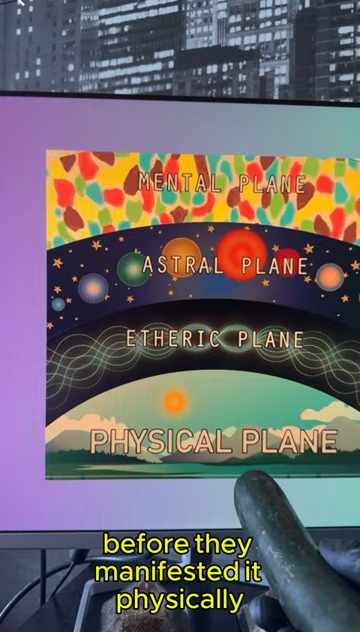 MENTAL PLANE
ASTRAL PLANE
ETHERIC PLANE
PHYSICAL PLANE
before they
manifested it
physically